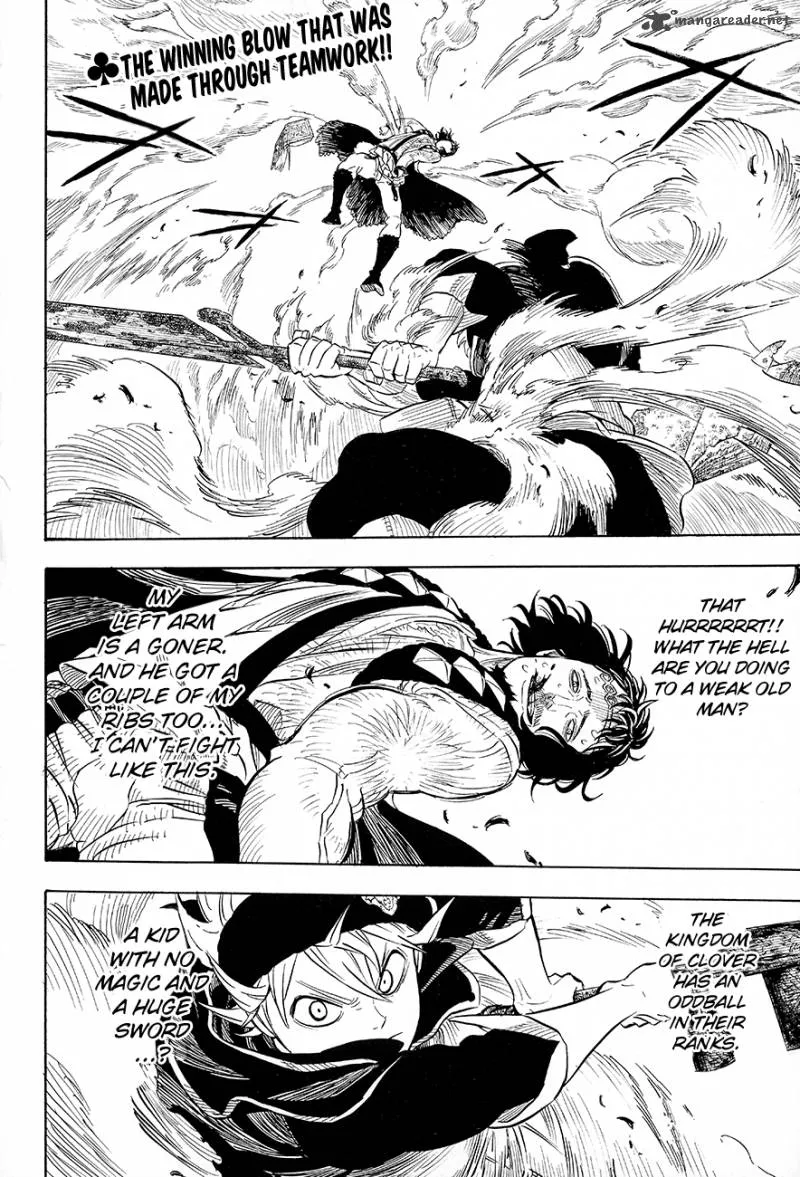 mangareader.net
♣THE WINNING BLOW THAT WAS
MADE THROUGH TEAMWORK!!
THAT
HURRRRRRT!!
WHAT THE HELL
ARE YOU DOING
TO A WEAK OLD
MAN?
MY
LEFT ARM
IS A GONER.
AND HE GOT A
COUPLE OF MY
RIBS TOO...
I CAN'T FIGHT
LIKE THIS.
THE
KINGDOM
OF CLOVER
HAS AN
ODDBALL
IN THEIR
RANKS.
A KID
WITH NO
MAGIC AND
A HUGE
SWORD
...?